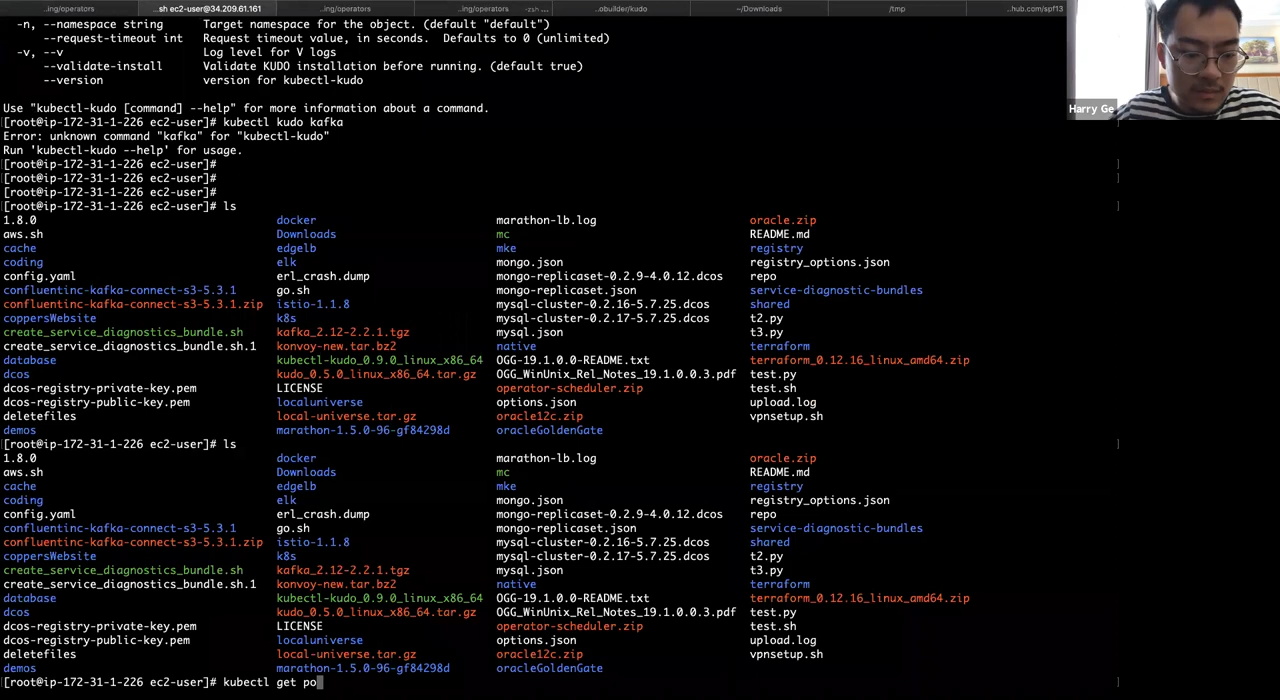 ..ing/operators ...sh ec2-user@34.209.61.161 ..ing/operators ..ing/operators -zsh ... ..obuilder/kudo ~/Downloads /tmp ...hub.com/spf13
-n, --namespace string Target namespace for the object. (default "default")
--request-timeout int Request timeout value, in seconds. Defaults to 0 (unlimited)
-v, --v Log level for V logs
--validate-install Validate KUDO installation before running. (default true)
--version version for kubectl-kudo
Harry Ge
Use "kubectl-kudo [command] --help" for more information about a command.
[root@ip-172-31-1-226 ec2-user]# kubectl kudo kafka
Error: unknown command "kafka" for "kubectl-kudo"
Run 'kubectl-kudo --help' for usage.
[root@ip-172-31-1-226 ec2-user]#
[root@ip-172-31-1-226 ec2-user]#
[root@ip-172-31-1-226 ec2-user]#
[root@ip-172-31-1-226 ec2-user]# ls
1.8.0 docker marathon-lb.log oracle.zip
aws.sh Downloads mc README.md
cache edgelb mke registry
coding elk mongo.json registry_options.json
config.yaml erl_crash.dump mongo-replicaset-0.2.9-4.0.12.dcos repo
confluentinc-kafka-connect-s3-5.3.1 go.sh mongo-replicaset.json service-diagnostic-bundles
confluentinc-kafka-connect-s3-5.3.1.zip istio-1.1.8 mysql-cluster-0.2.16-5.7.25.dcos shared
coppersWebsite k8s mysql-cluster-0.2.17-5.7.25.dcos t2.py
create_service_diagnostics_bundle.sh kafka_2.12-2.2.1.tgz mysql.json t3.py
create_service_diagnostics_bundle.sh.1 konvoy-new.tar.bz2 native terraform
database kubectl-kudo_0.9.0_linux_x86_64 OGG-19.1.0.0-README.txt terraform_0.12.16_linux_amd64.zip
dcos kudo_0.5.0_linux_x86_64.tar.gz OGG_WinUnix_Rel_Notes_19.1.0.0.3.pdf test.py
dcos-registry-private-key.pem LICENSE operator-scheduler.zip test.sh
dcos-registry-public-key.pem localuniverse options.json upload.log
deletefiles local-universe.tar.gz oracle12c.zip vpnsetup.sh
demos marathon-1.5.0-96-gf84298d oracleGoldenGate
[root@ip-172-31-1-226 ec2-user]# ls
1.8.0 docker marathon-lb.log oracle.zip
aws.sh Downloads mc README.md
cache edgelb mke registry
coding elk mongo.json registry_options.json
config.yaml erl_crash.dump mongo-replicaset-0.2.9-4.0.12.dcos repo
confluentinc-kafka-connect-s3-5.3.1 go.sh mongo-replicaset.json service-diagnostic-bundles
confluentinc-kafka-connect-s3-5.3.1.zip istio-1.1.8 mysql-cluster-0.2.16-5.7.25.dcos shared
coppersWebsite k8s mysql-cluster-0.2.17-5.7.25.dcos t2.py
create_service_diagnostics_bundle.sh kafka_2.12-2.2.1.tgz mysql.json t3.py
create_service_diagnostics_bundle.sh.1 konvoy-new.tar.bz2 native terraform
database kubectl-kudo_0.9.0_linux_x86_64 OGG-19.1.0.0-README.txt terraform_0.12.16_linux_amd64.zip
dcos kudo_0.5.0_linux_x86_64.tar.gz OGG_WinUnix_Rel_Notes_19.1.0.0.3.pdf test.py
dcos-registry-private-key.pem LICENSE operator-scheduler.zip test.sh
dcos-registry-public-key.pem localuniverse options.json upload.log
deletefiles local-universe.tar.gz oracle12c.zip vpnsetup.sh
demos marathon-1.5.0-96-gf84298d oracleGoldenGate
[root@ip-172-31-1-226 ec2-user]# kubectl get po